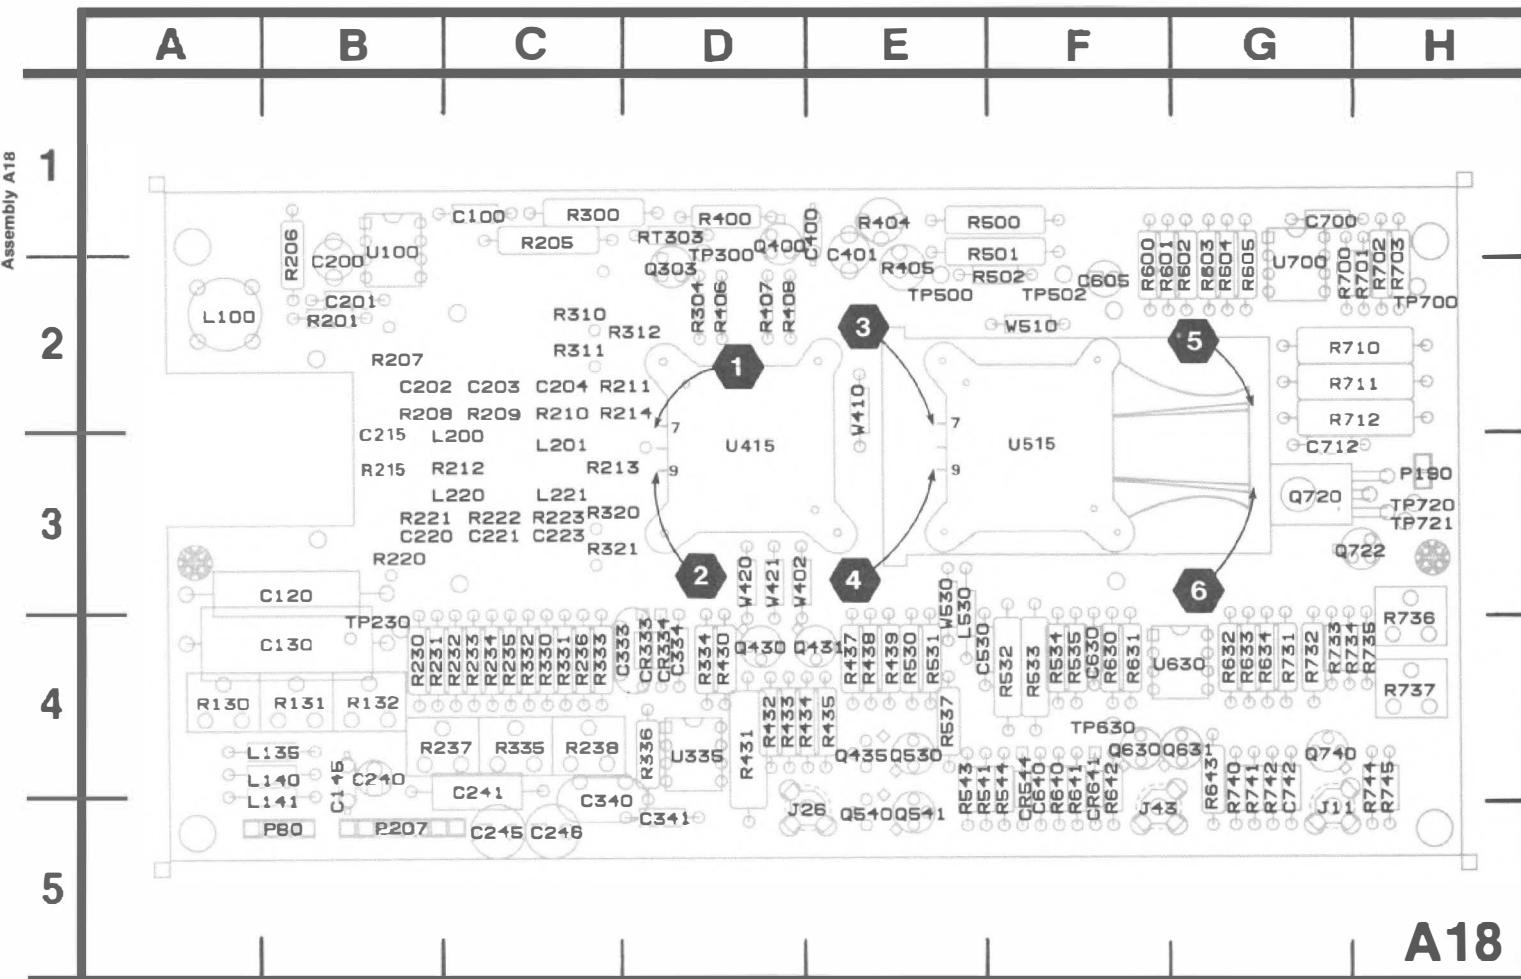 A B C D E F G H
Assembly A18
1
C100 R300 R400 C400 R404 R500 C700
R206 C200 U100 R205 RT303 Q303 TP300 Q400 C401 R405 R501 R502 TP500 TP502 C605 R600 R601 R602 R603 R604 R605 U700 R700 R701 R702 R703 TP700
2
L100 C201 R201 R304 R406 R407 R408
R310 R312 3 W510 5
R207 R311 1 R710
C202 C203 C204 R211 W410 R711
R208 R209 R210 R214 7 7 R712
C215 L200 L201 U415 U515 C712
R215 R212 R213 9 9 P190
3
L220 L221 Q720 TP720
R221 R222 R223 R320 TP721
C220 C221 C223 R321 Q722
R220 2 4 6
C120 W420 W421 W402 W530 L530
TP230 R736
C130 R230 R231 R232 R233 R234 R235 R332 R330 R331 R236 R333 C333 CR333 CR334 C334 R334 R430 Q430 Q431 R437 R438 R439 R530 R531 C530 R532 R533 R534 R535 C630 R630 R631 U630 R632 R633 R634 R731 R732 R733 R734 R735
4
R130 R131 R132 R432 R433 R434 R435 R537 R737
TP630
L135 R237 R335 R238 R336 U335 R431 Q435 Q530 Q630 Q631 Q740
L140 C145 C240 C241 R543 R541 R544 CR544 C640 R640 R641 CR641 R642 R643 R740 R741 R742 C742 R744 R745
L141 C340 J26 J43 J11
P80 P207 C245 C246 C341 Q540 Q541
5
A18